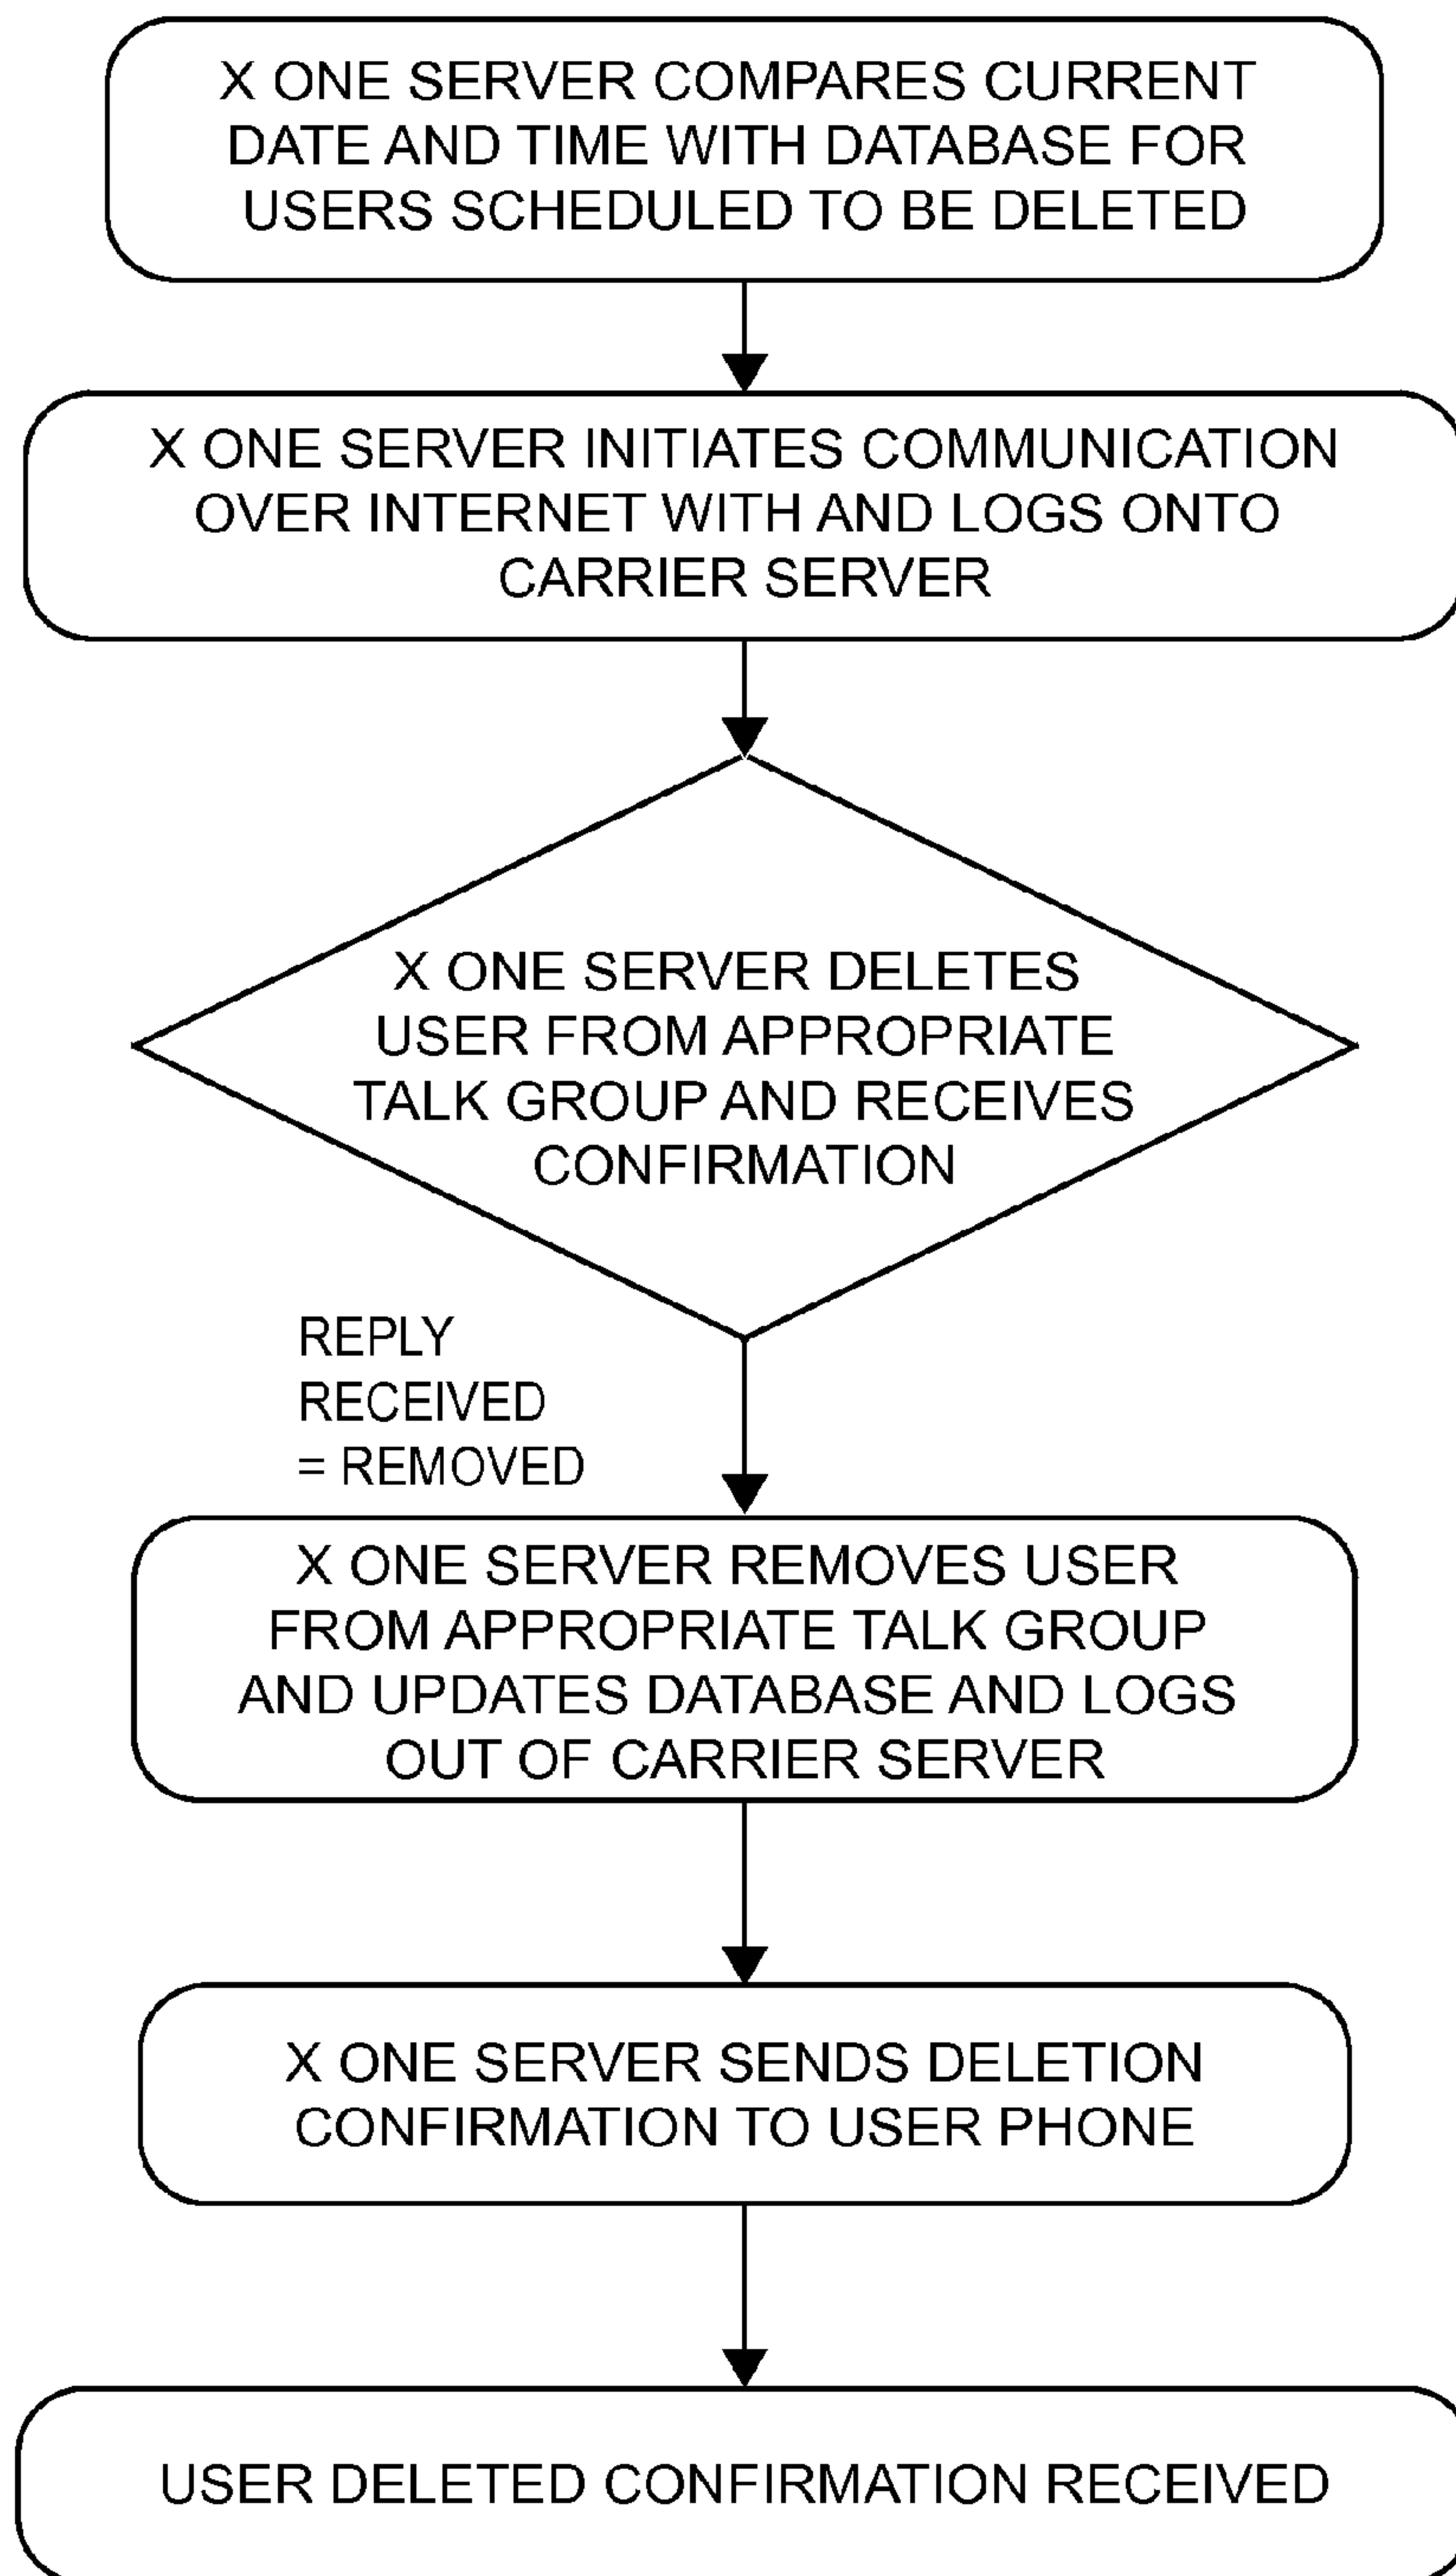 X ONE SERVER COMPARES CURRENT
DATE AND TIME WITH DATABASE FOR
USERS SCHEDULED TO BE DELETED
X ONE SERVER INITIATES COMMUNICATION
OVER INTERNET WITH AND LOGS ONTO
CARRIER SERVER
X ONE SERVER DELETES
USER FROM APPROPRIATE
TALK GROUP AND RECEIVES
CONFIRMATION
REPLY
RECEIVED
= REMOVED
X ONE SERVER REMOVES USER
FROM APPROPRIATE TALK GROUP
AND UPDATES DATABASE AND LOGS
OUT OF CARRIER SERVER
X ONE SERVER SENDS DELETION
CONFIRMATION TO USER PHONE
USER DELETED CONFIRMATION RECEIVED